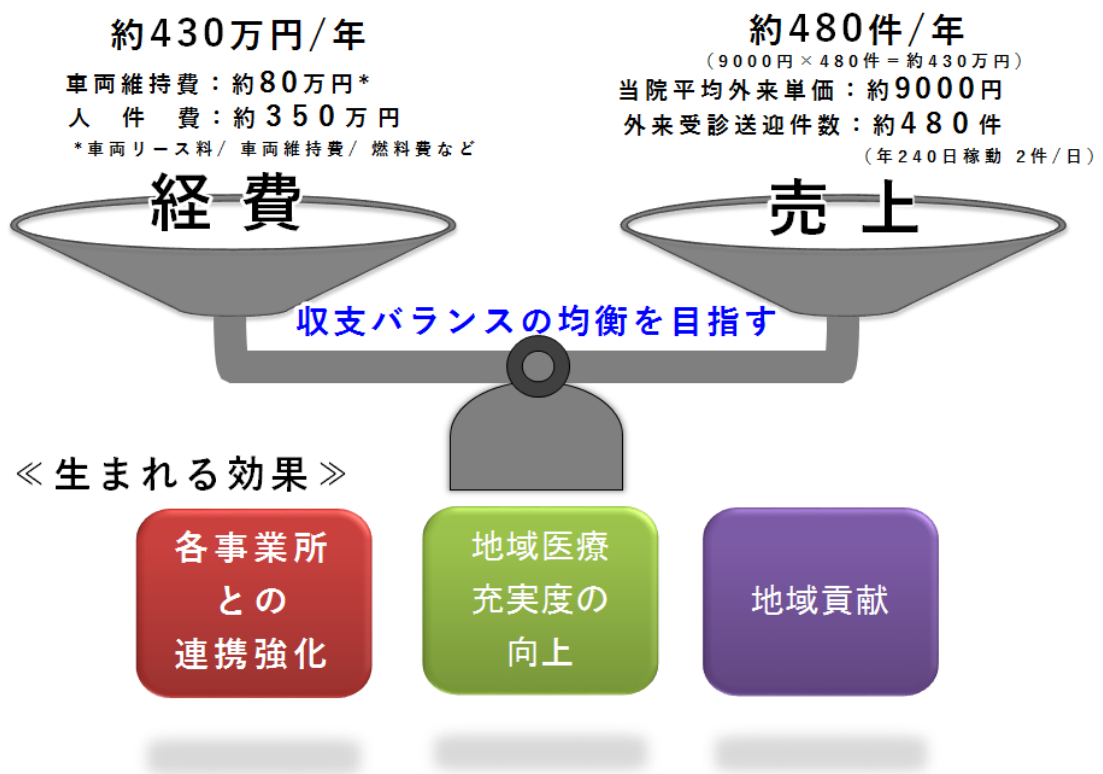 約430万円/年
車両維持費：約80万円*
人件費：約350万円
*車両リース料/ 車両維持費/ 燃料費など
経費
約480件/年
（9000円×480件＝約430万円）
当院平均外来単価：約9000円
外来受診送迎件数：約480件
（年240日稼動 2件/日）
売上
収支バランスの均衡を目指す
≪生まれる効果≫
各事業所
との
連携強化
地域医療
充実度の
向上
地域貢献